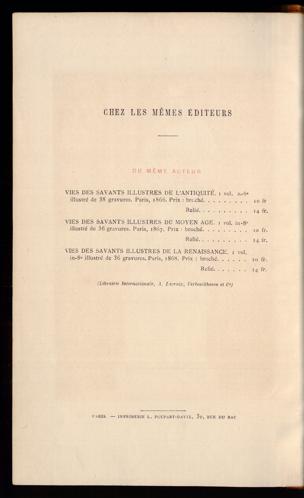 CHEZ LES MÊMES ÉDITEURS
DU MÊME AUTEUR
VIES DES SAVANTS ILLUSTRES DE L'ANTIQUITÉ. 1 vol. in-8º
illustré de 38 gravures. Paris, 1866. Prix : broché. . . . . . 10 fr
Relié. . . . . . . . 14 fr.
VIES DES SAVANTS ILLUSTRES DU MOYEN AGE. 1 vol. in-8º
illustré de 36 gravures. Paris, 1867. Prix : broché. . . . . . 10 fr.
Relié. . . . . . . . 14 fr.
VIES DES SAVANTS ILLUSTRES DE LA RENAISSANCE. 1 vol.
in-8º illustré de 36 gravures. Paris, 1868. Prix : broché. . . . . . 10 fr.
Relié. . . . . . . . 14 fr.
(Librairie Internationale, A. Lacroix, Verboeckhoven et Cº)
PARIS. — IMPRIMERIE L. POUPART-DAVYL, 30, RUE DU BAC